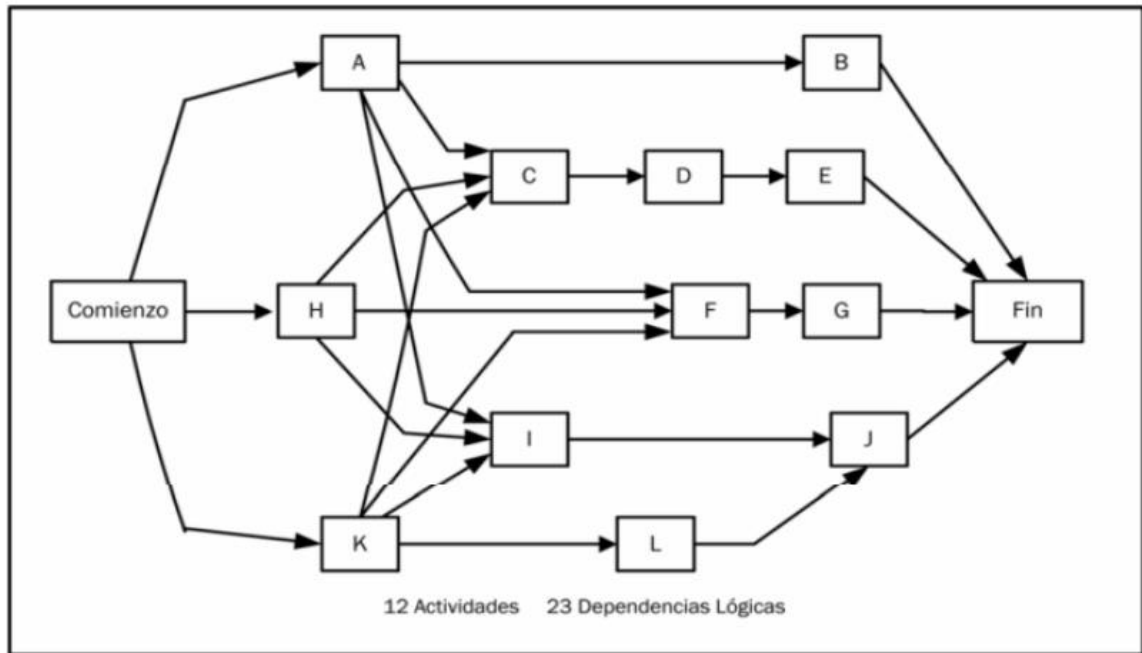 A
B
C
D
E
Comienzo
H
F
G
Fin
I
J
K
L
12 Actividades 23 Dependencias Lógicas